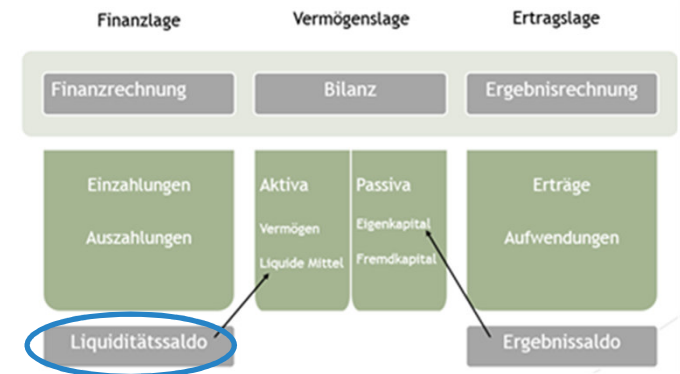 Finanzlage Vermögenslage Ertragslage
Finanzrechnung Bilanz Ergebnisrechnung
Einzahlungen
Auszahlungen
Aktiva
Vermögen
Liquide Mittel
Passiva
Eigenkapital
Fremdkapital
Erträge
Aufwendungen
Liquiditätssaldo Ergebnissaldo